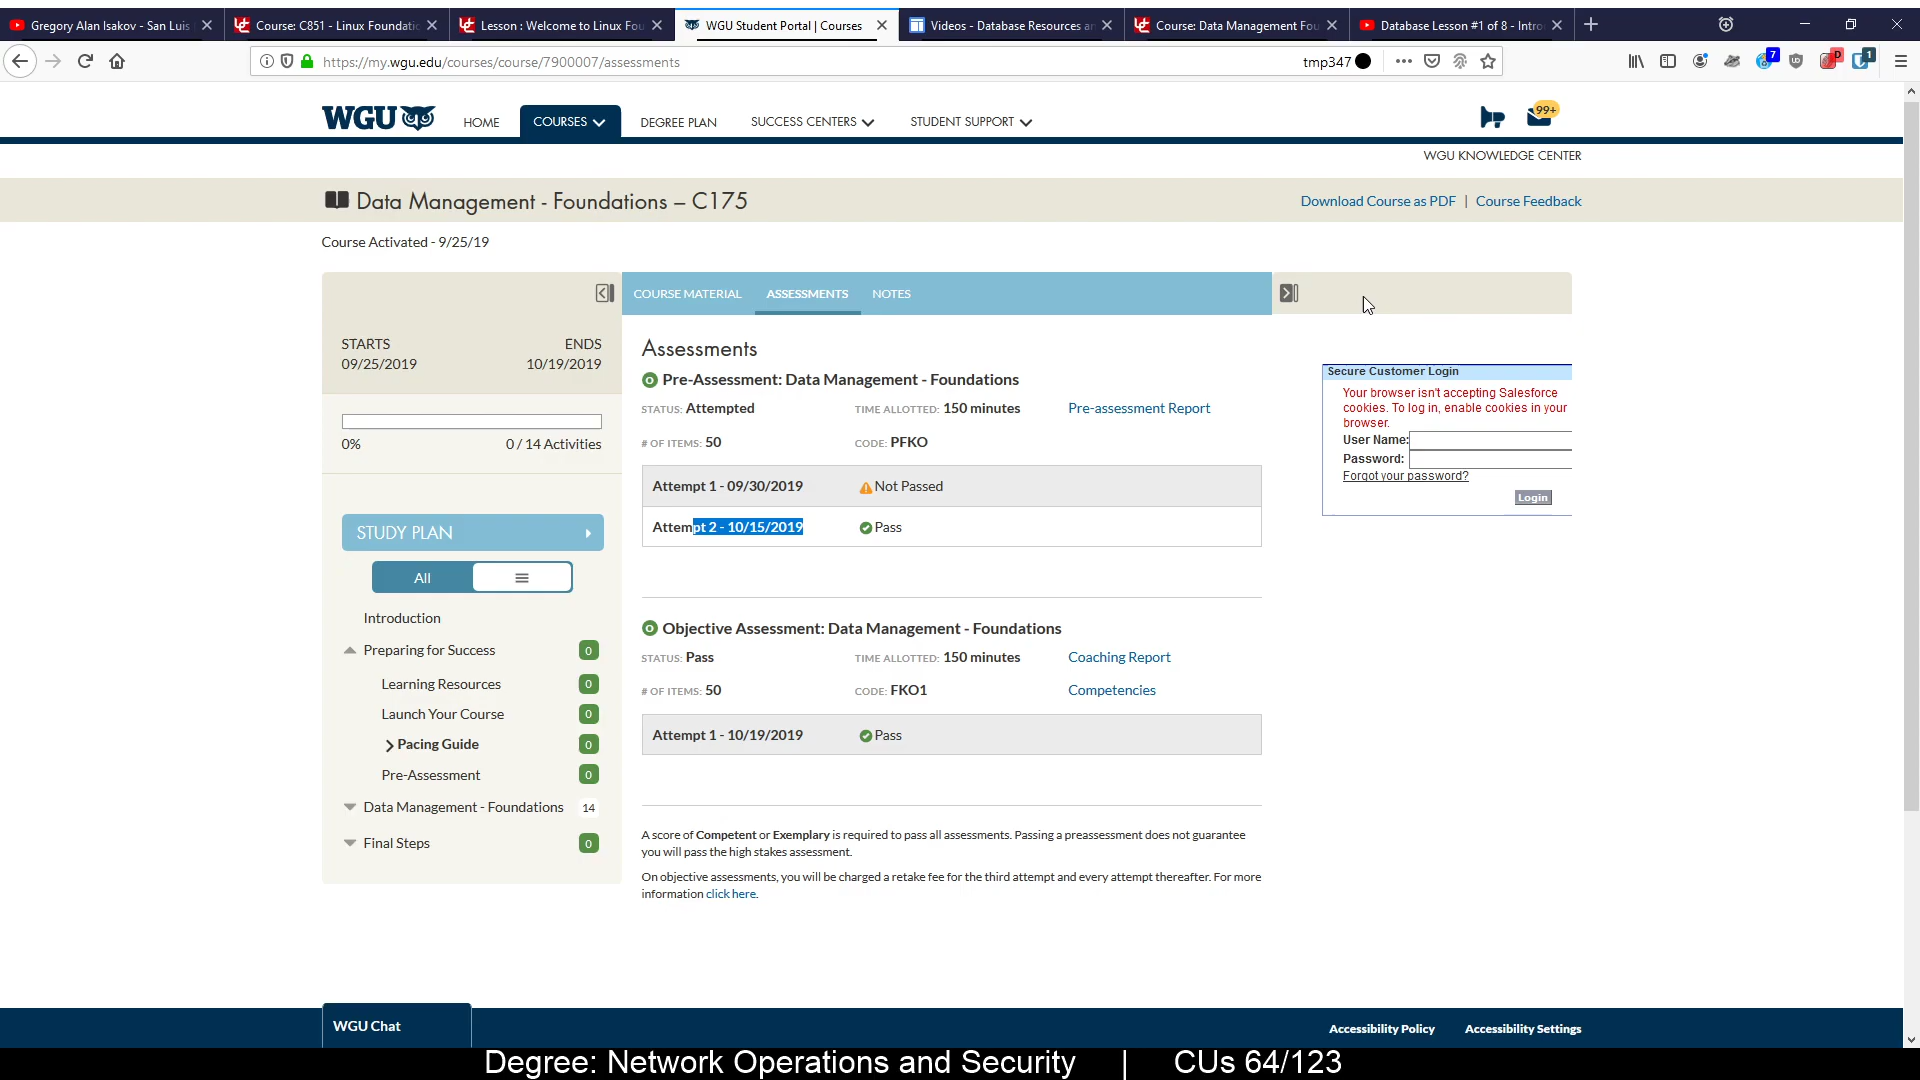 Gregory Alan Isakov - San Luis
Course: C851 - Linux Foundatic
Lesson : Welcome to Linux Fou
WGU Student Portal | Courses
Videos - Database Resources an
Course: Data Management Fou
Database Lesson #1 of 8 - Intro
https://my.wgu.edu/courses/course/7900007/assessments
tmp347
7
D
1
WGU
HOME
COURSES
DEGREE PLAN
SUCCESS CENTERS
STUDENT SUPPORT
99+
WGU KNOWLEDGE CENTER
Data Management - Foundations – C175
Download Course as PDF | Course Feedback
Course Activated - 9/25/19
COURSE MATERIAL
ASSESSMENTS
NOTES
STARTS
ENDS
09/25/2019
10/19/2019
0%
0 / 14 Activities
STUDY PLAN
All
Introduction
Preparing for Success
0
Learning Resources
0
Launch Your Course
0
Pacing Guide
0
Pre-Assessment
0
Data Management - Foundations
14
Final Steps
0
Assessments
O Pre-Assessment: Data Management - Foundations
STATUS: Attempted
TIME ALLOTTED: 150 minutes
Pre-assessment Report
# OF ITEMS: 50
CODE: PFKO
Attempt 1 - 09/30/2019
Not Passed
Attempt 2 - 10/15/2019
Pass
O Objective Assessment: Data Management - Foundations
STATUS: Pass
TIME ALLOTTED: 150 minutes
Coaching Report
# OF ITEMS: 50
CODE: FKO1
Competencies
Attempt 1 - 10/19/2019
Pass
A score of Competent or Exemplary is required to pass all assessments. Passing a preassessment does not guarantee
you will pass the high stakes assessment.
On objective assessments, you will be charged a retake fee for the third attempt and every attempt thereafter. For more
information click here.
Secure Customer Login
Your browser isn't accepting Salesforce
cookies. To log in, enable cookies in your
browser.
User Name:
Password:
Forgot your password?
Login
WGU Chat
Accessibility Policy
Accessibility Settings
Degree: Network Operations and Security | CUs 64/123